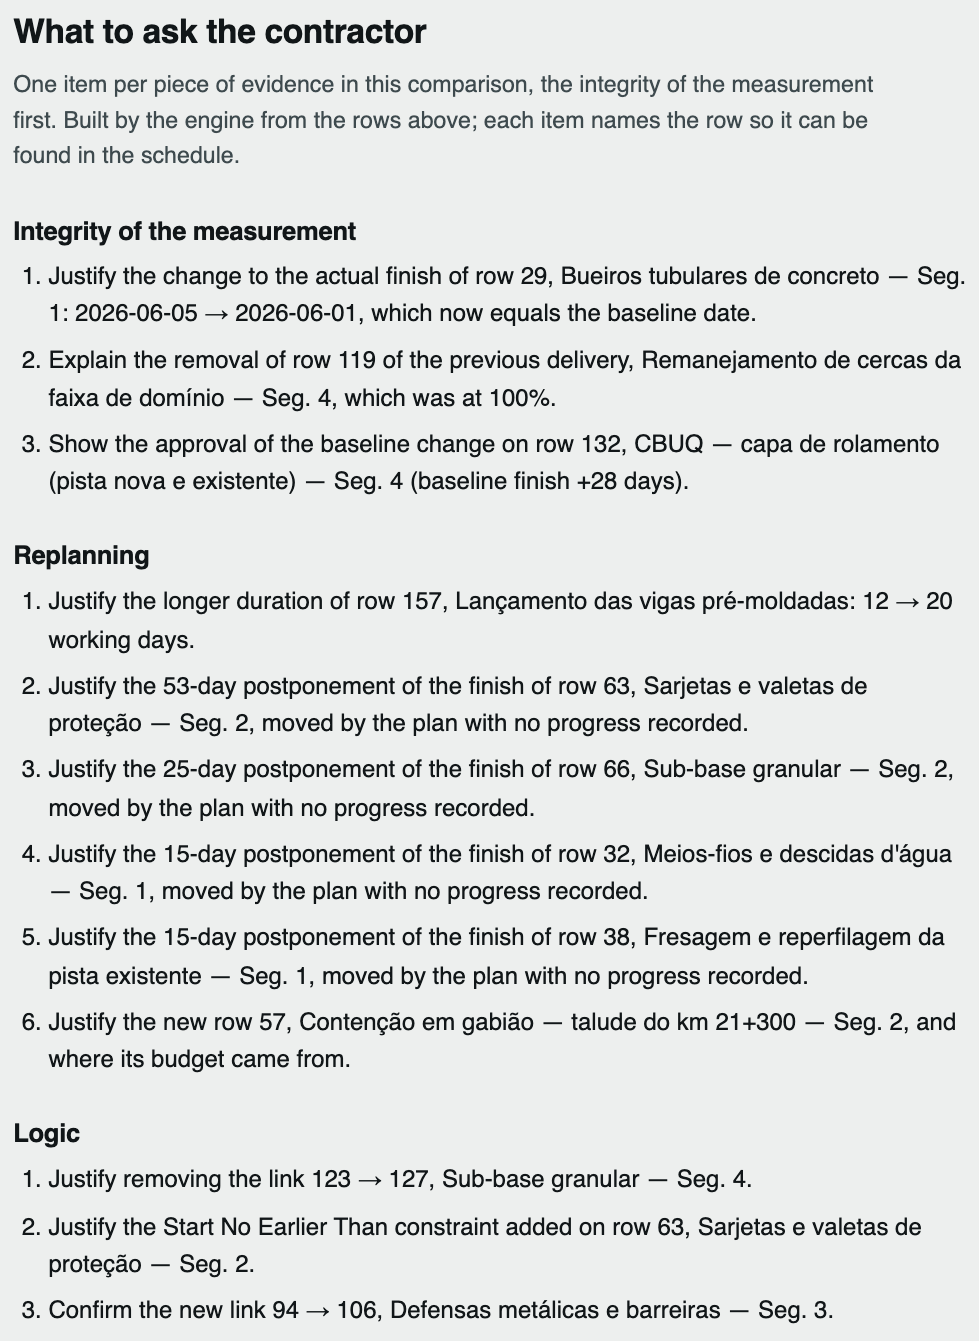 What to ask the contractor
One item per piece of evidence in this comparison, the integrity of the measurement
first. Built by the engine from the rows above; each item names the row so it can be
found in the schedule.
Integrity of the measurement
1. Justify the change to the actual finish of row 29, Bueiros tubulares de concreto — Seg.
1: 2026-06-05 → 2026-06-01, which now equals the baseline date.
2. Explain the removal of row 119 of the previous delivery, Remanejamento de cercas da
faixa de domínio — Seg. 4, which was at 100%.
3. Show the approval of the baseline change on row 132, CBUQ — capa de rolamento
(pista nova e existente) — Seg. 4 (baseline finish +28 days).
Replanning
1. Justify the longer duration of row 157, Lançamento das vigas pré-moldadas: 12 → 20
working days.
2. Justify the 53-day postponement of the finish of row 63, Sarjetas e valetas de
proteção — Seg. 2, moved by the plan with no progress recorded.
3. Justify the 25-day postponement of the finish of row 66, Sub-base granular — Seg. 2,
moved by the plan with no progress recorded.
4. Justify the 15-day postponement of the finish of row 32, Meios-fios e descidas d'água
— Seg. 1, moved by the plan with no progress recorded.
5. Justify the 15-day postponement of the finish of row 38, Fresagem e reperfilagem da
pista existente — Seg. 1, moved by the plan with no progress recorded.
6. Justify the new row 57, Contenção em gabião — talude do km 21+300 — Seg. 2, and
where its budget came from.
Logic
1. Justify removing the link 123 → 127, Sub-base granular — Seg. 4.
2. Justify the Start No Earlier Than constraint added on row 63, Sarjetas e valetas de
proteção — Seg. 2.
3. Confirm the new link 94 → 106, Defensas metálicas e barreiras — Seg. 3.